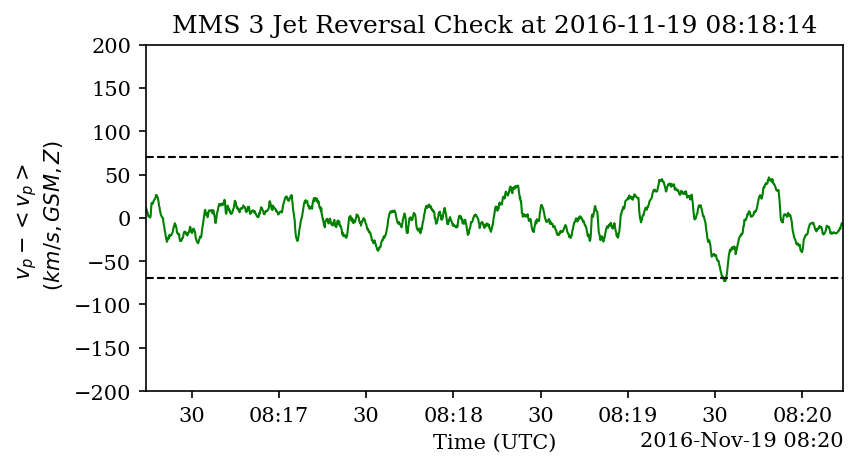 MMS 3 Jet Reversal Check at 2016-11-19 08:18:14
200
150
100
50
0
−50
−100
−150
−200
v_p − < v_p >
(km/s, GSM, Z)
30 08:17 30 08:18 30 08:19 30 08:20
Time (UTC)
2016-Nov-19 08:20